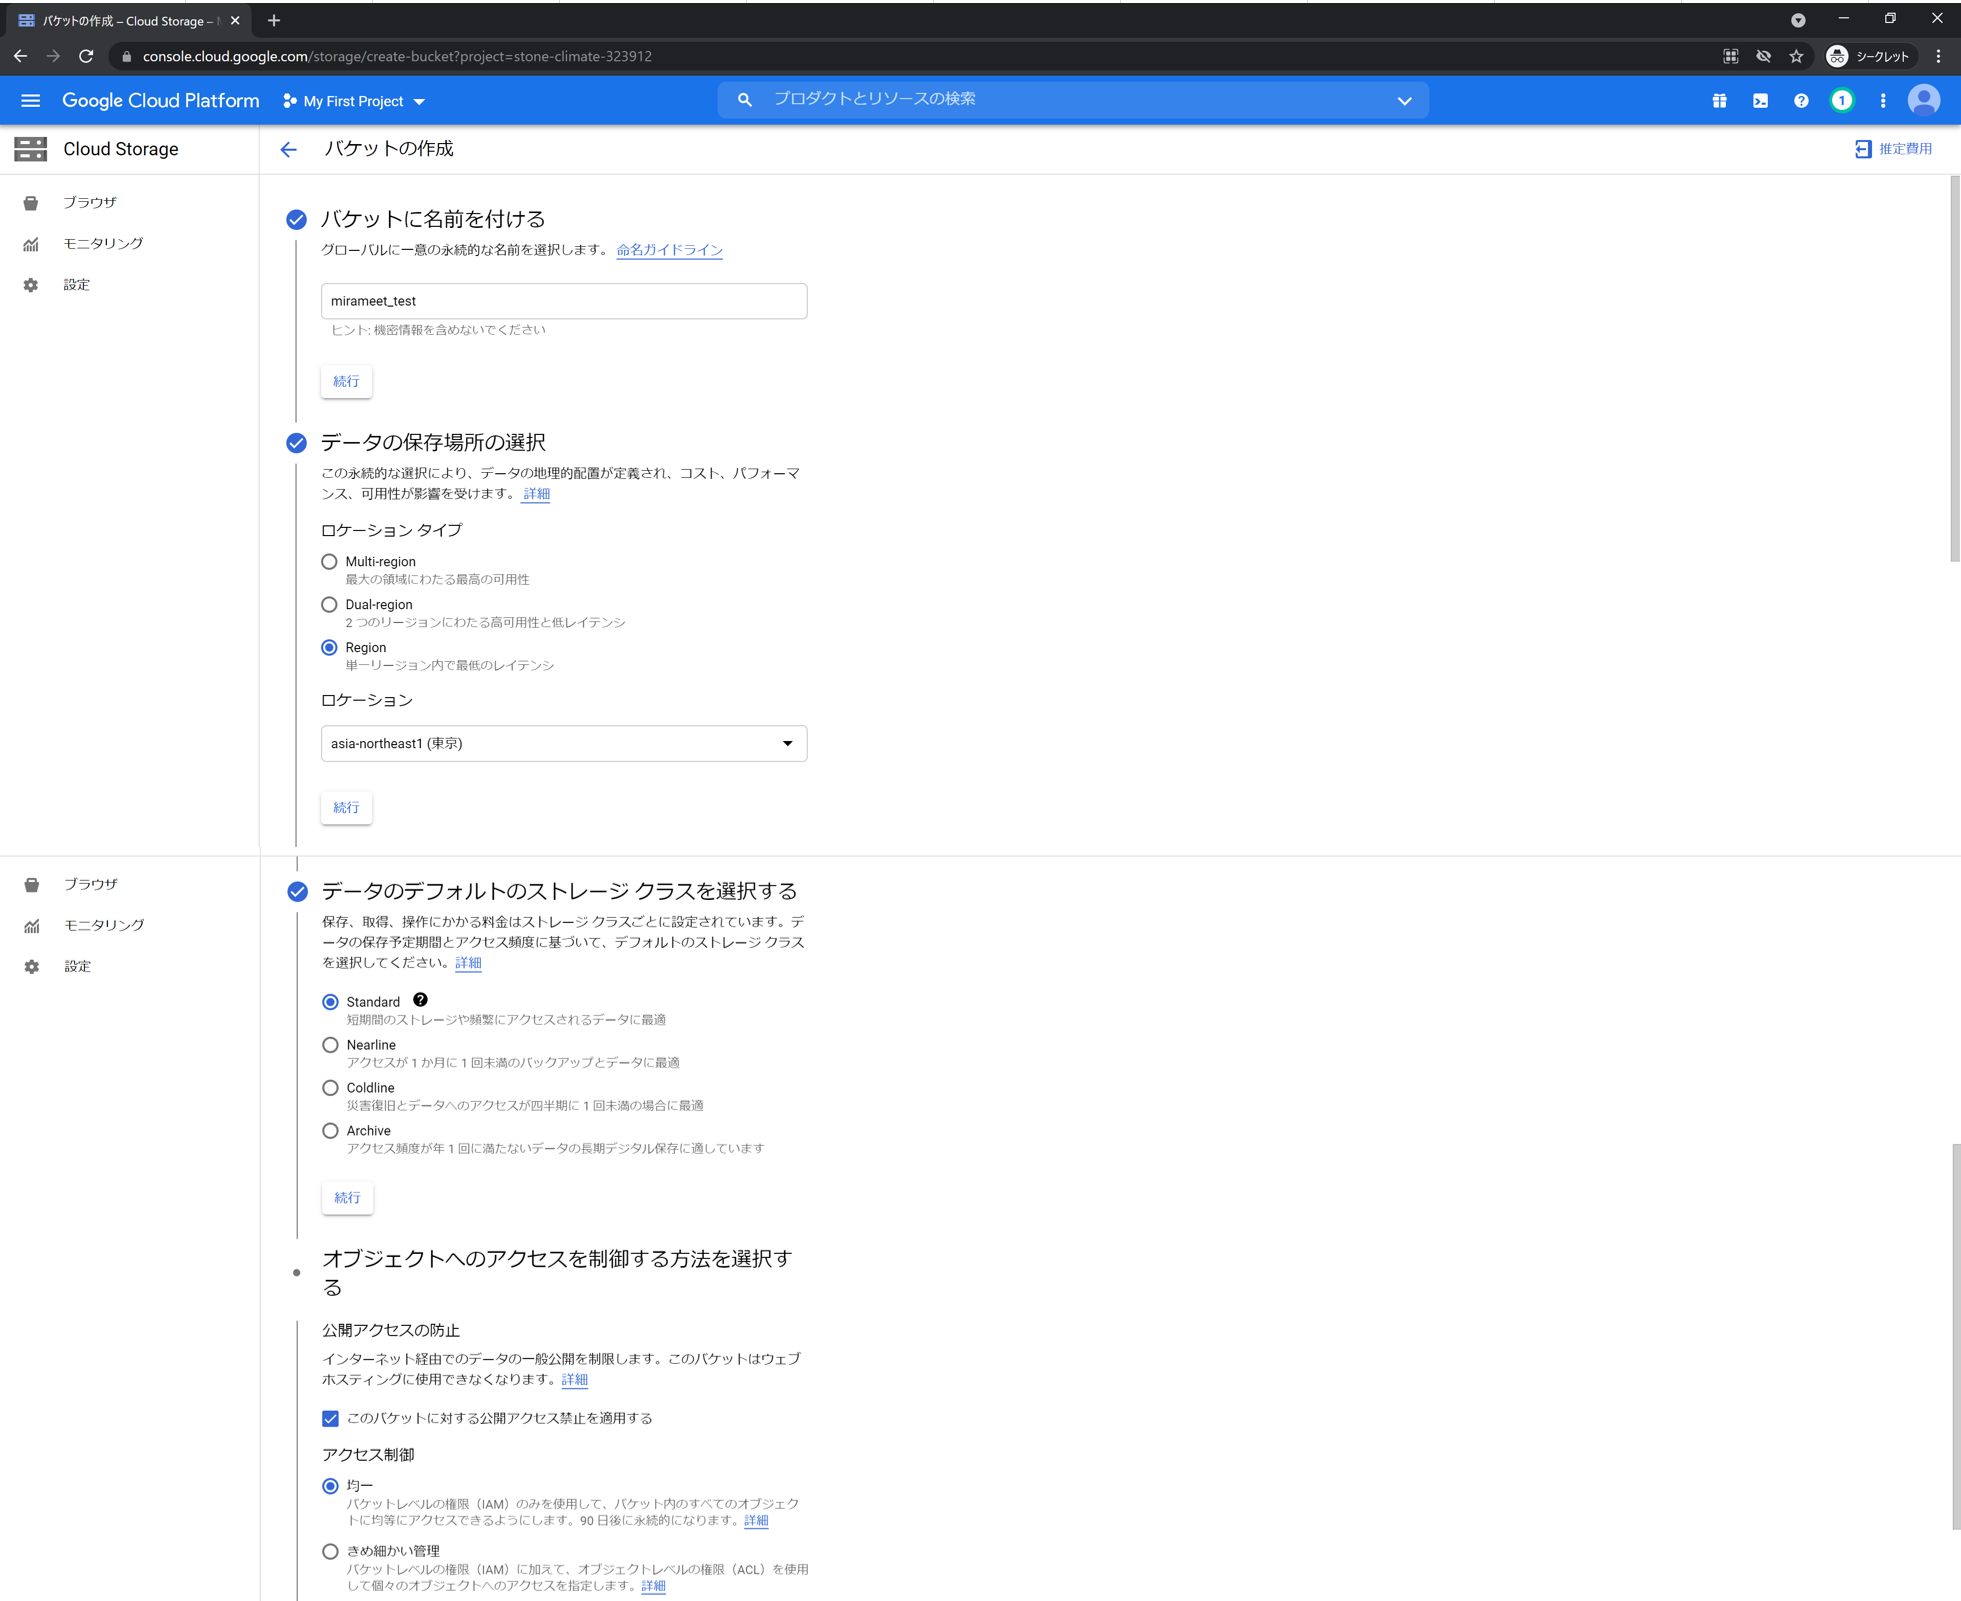 バケットの作成 – Cloud Storage –
console.cloud.google.com/storage/create-bucket?project=stone-climate-323912
シークレット
Google Cloud Platform
My First Project
プロダクトとリソースの検索
1
Cloud Storage
バケットの作成
推定費用
ブラウザ
モニタリング
設定
バケットに名前を付ける
グローバルに一意の永続的な名前を選択します。 命名ガイドライン
mirameet_test
ヒント: 機密情報を含めないでください
続行
データの保存場所の選択
この永続的な選択により、データの地理的配置が定義され、コスト、パフォーマ
ンス、可用性が影響を受けます。 詳細
ロケーション タイプ
Multi-region
最大の領域にわたる最高の可用性
Dual-region
2 つのリージョンにわたる高可用性と低レイテンシ
Region
単一リージョン内で最低のレイテンシ
ロケーション
asia-northeast1 (東京)
続行
ブラウザ
モニタリング
設定
データのデフォルトのストレージ クラスを選択する
保存、取得、操作にかかる料金はストレージ クラスごとに設定されています。デ
ータの保存予定期間とアクセス頻度に基づいて、デフォルトのストレージ クラス
を選択してください。 詳細
Standard
短期間のストレージや頻繁にアクセスされるデータに最適
Nearline
アクセスが 1 か月に 1 回未満のバックアップとデータに最適
Coldline
災害復旧とデータへのアクセスが四半期に 1 回未満の場合に最適
Archive
アクセス頻度が年 1 回に満たないデータの長期デジタル保存に適しています
続行
オブジェクトへのアクセスを制御する方法を選択す
る
公開アクセスの防止
インターネット経由でのデータの一般公開を制限します。このバケットはウェブ
ホスティングに使用できなくなります。 詳細
このバケットに対する公開アクセス禁止を適用する
アクセス制御
均一
バケットレベルの権限（IAM）のみを使用して、バケット内のすべてのオブジェク
トに均等にアクセスできるようにします。90 日後に永続的になります。 詳細
きめ細かい管理
バケットレベルの権限（IAM）に加えて、オブジェクトレベルの権限（ACL）を使用
して個々のオブジェクトへのアクセスを指定します。 詳細